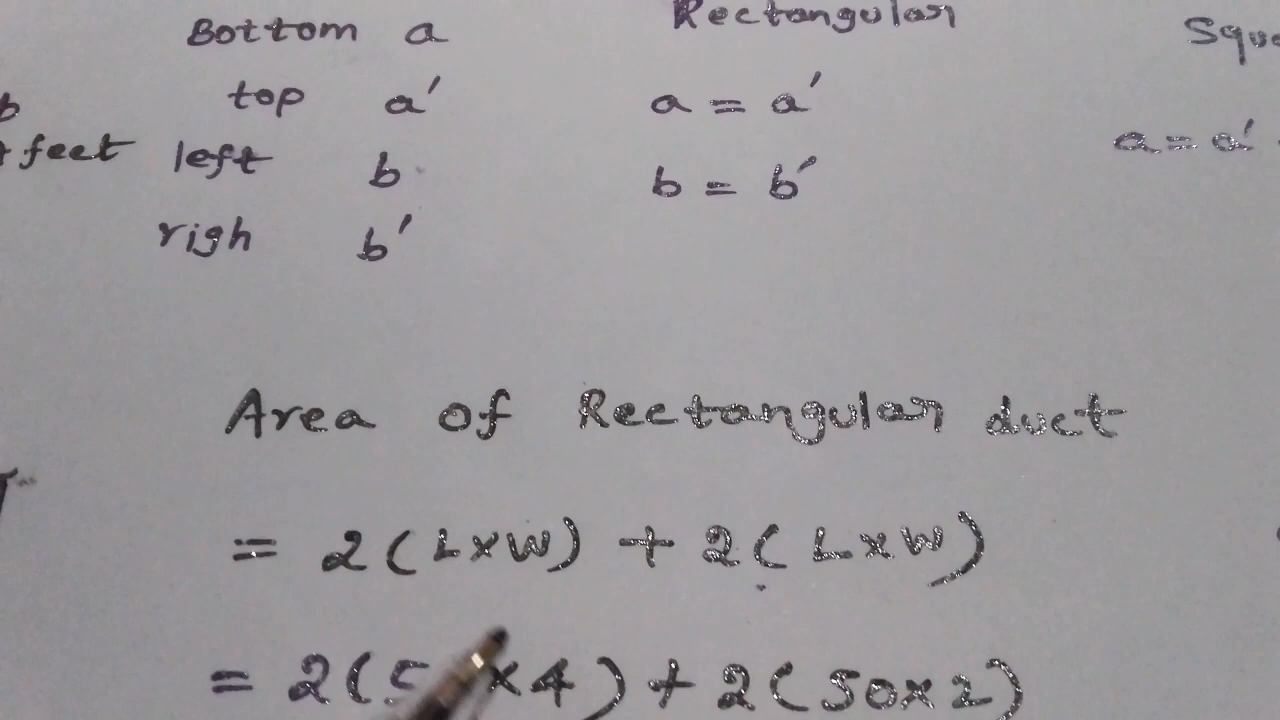 Bottom a Rectangular
top a' a = a' 
feet left b b = b' a = a'
righ b'
Area of Rectangular duct
= 2 ( L x W ) + 2 ( L x W )
= 2 ( 5 x 4 ) + 2 ( 50 x 2 )